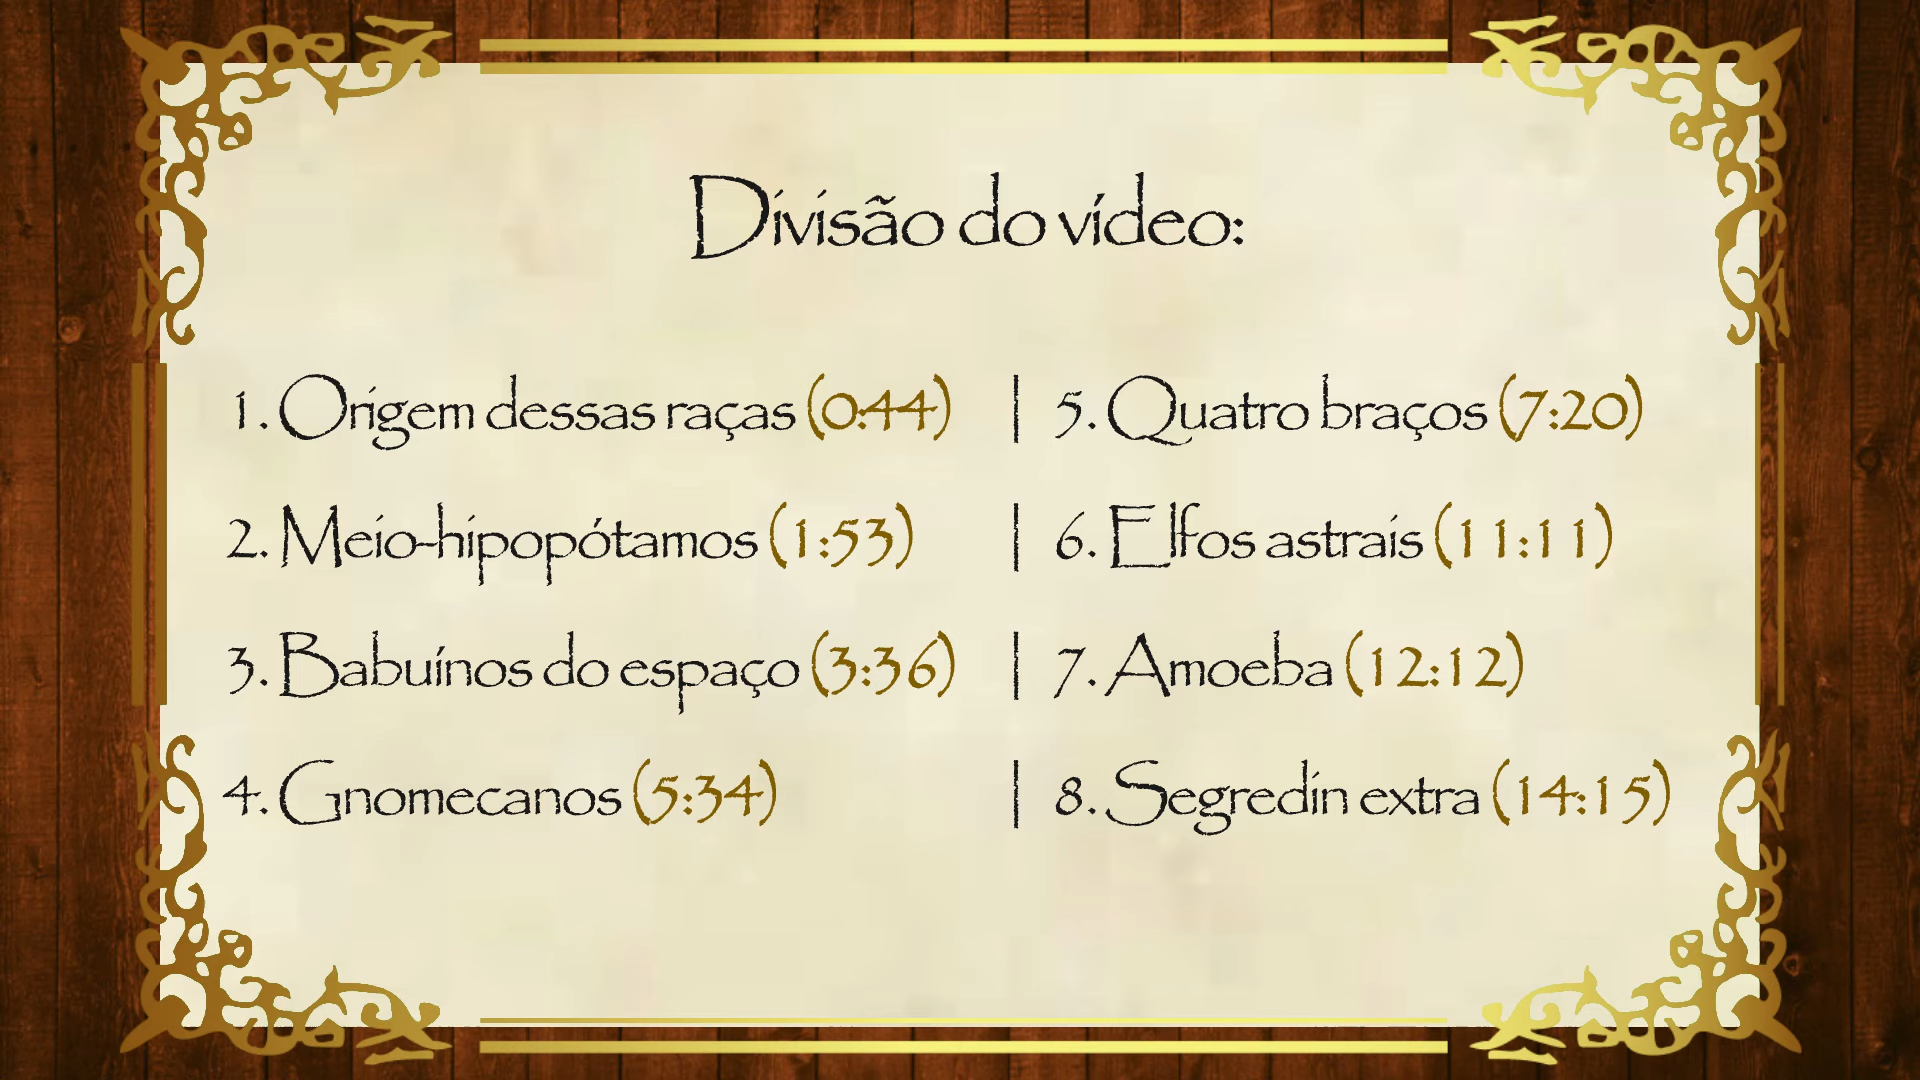 Divisão do vídeo:
1. Origem dessas raças (0:44) | 5. Quatro braços (7:20)
2. Meio-hipopótamos (1:53) | 6. Elfos astrais (11:11)
3. Babuínos do espaço (3:36) | 7. Amoeba (12:12)
4. Gnomecanos (5:34) | 8. Segredin extra (14:15)